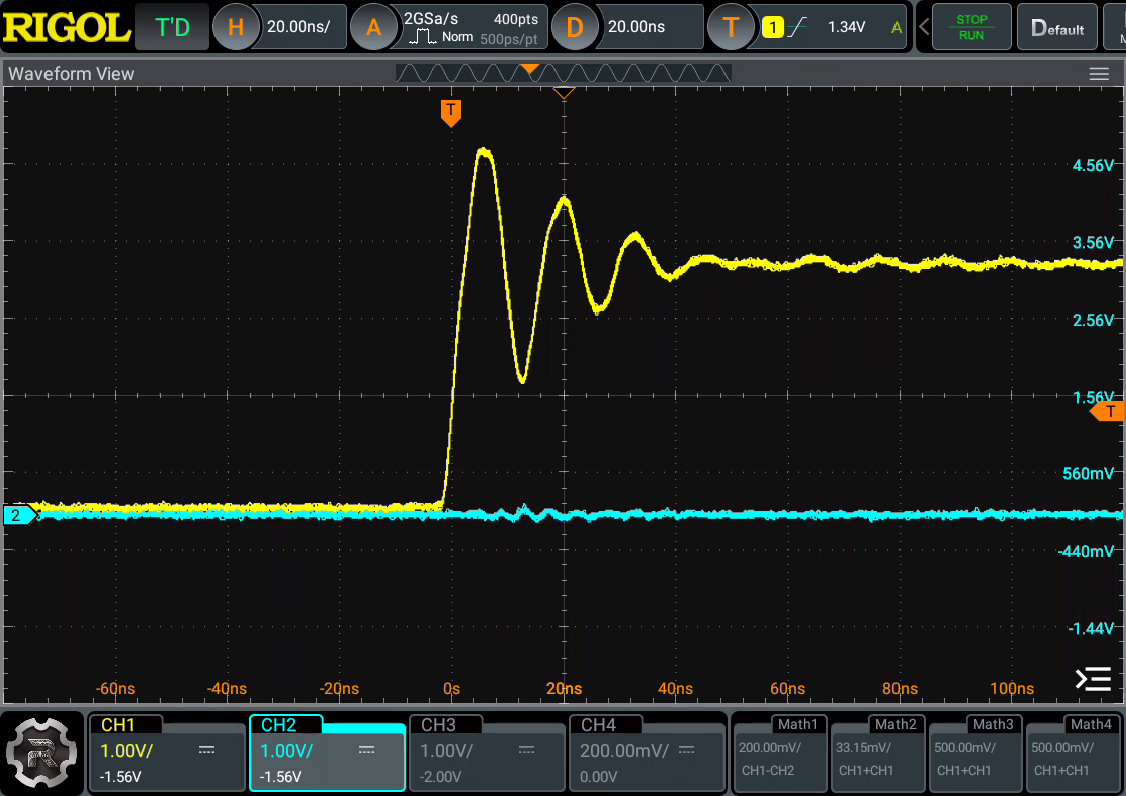 RIGOL T'D H 20.00ns/ A 2GSa/s 400pts D 20.00ns T 1 1.34V A STOP Default
Norm 500ps/pt RUN
Waveform View
T
4.56V
3.56V
2.56V
1.56V
T
560mV
2
-440mV
-1.44V
-60ns -40ns -20ns 0s 20ns 40ns 60ns 80ns 100ns
CH1 CH2 CH3 CH4 Math1 Math2 Math3 Math4
1.00V/ 1.00V/ 1.00V/ 200.00mV/ 200.00mV/ 33.15mV/ 500.00mV/ 500.00mV/
-1.56V -1.56V -2.00V 0.00V CH1-CH2 CH1+CH1 CH1+CH1 CH1+CH1